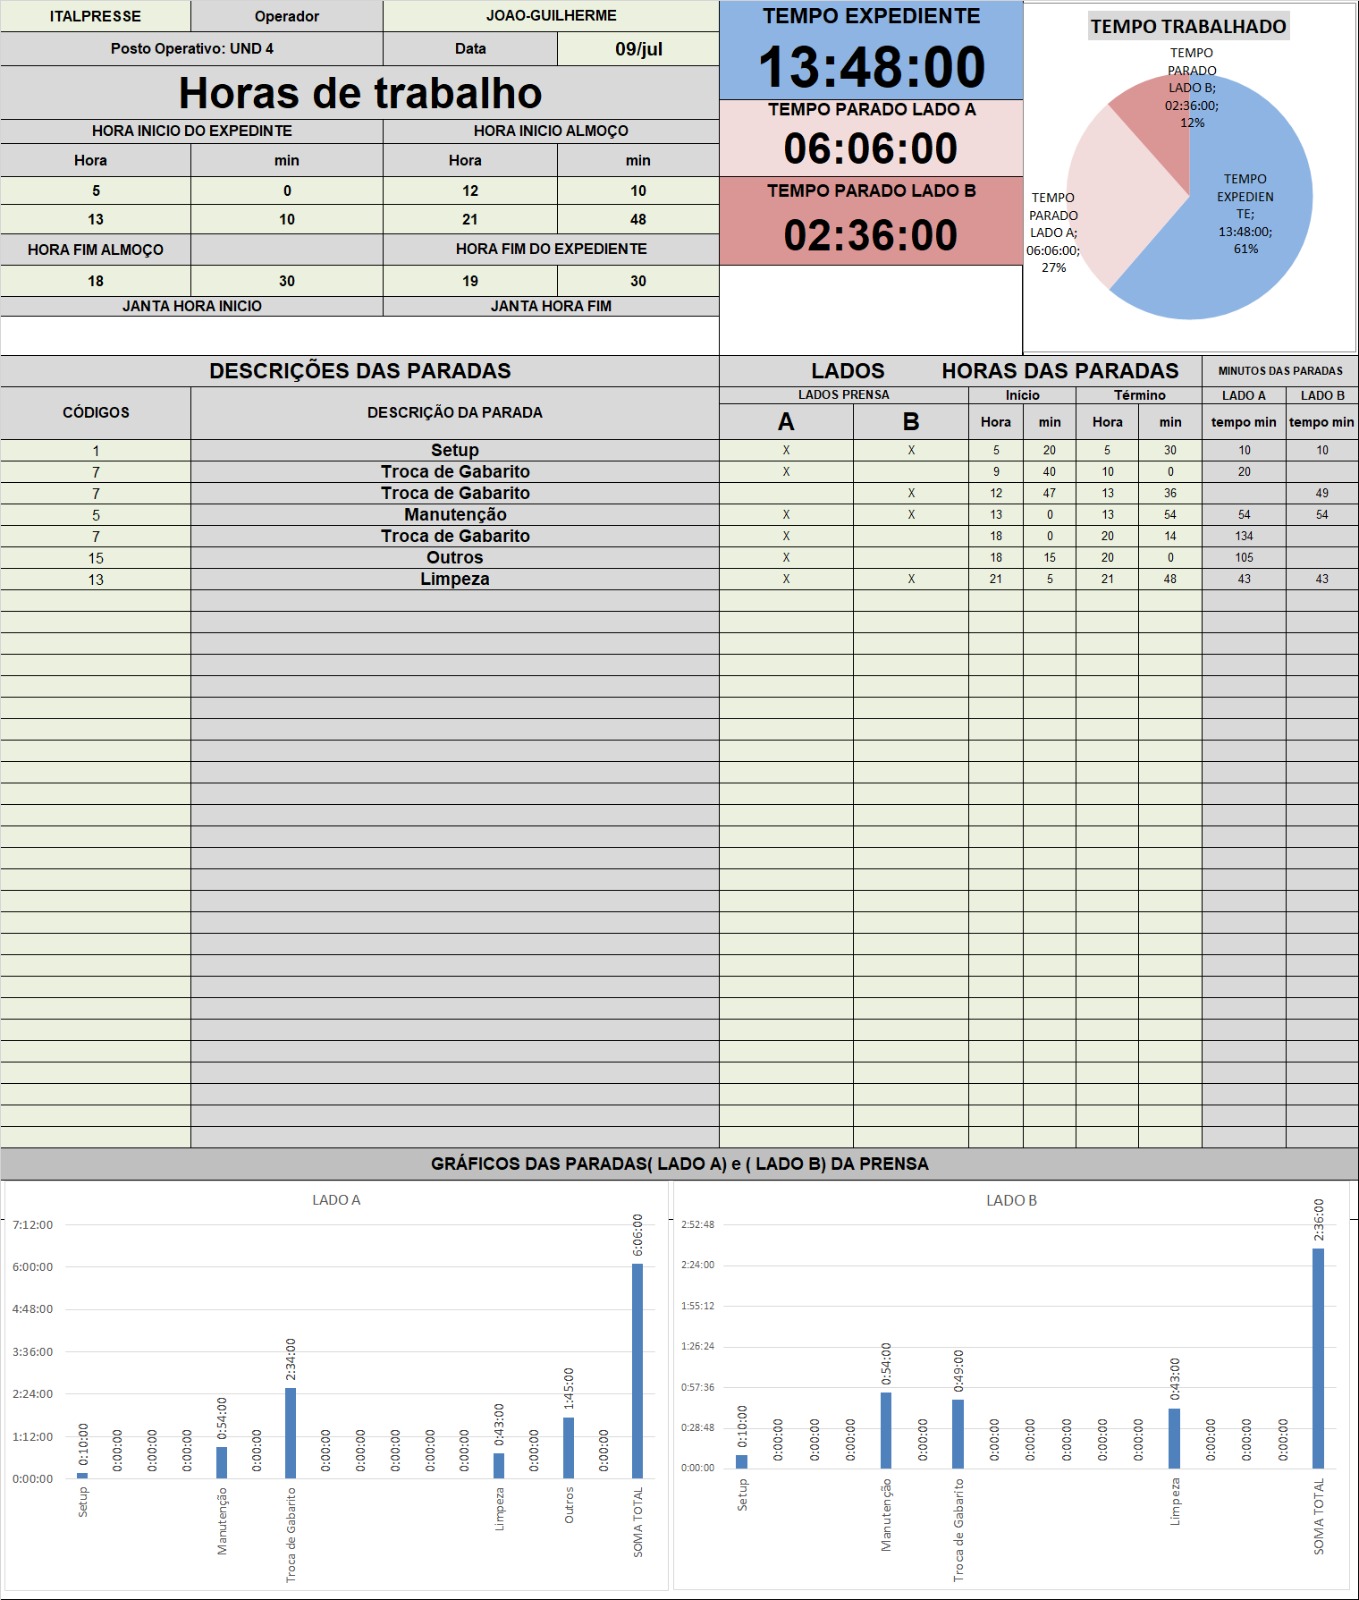 ITALPRESSE Operador JOAO-GUILHERME
Posto Operativo: UND 4 Data 09/jul
Horas de trabalho
HORA INICIO DO EXPEDINTE HORA INICIO ALMOÇO
Hora min Hora min
5 0 12 10
13 10 21 48
HORA FIM ALMOÇO HORA FIM DO EXPEDIENTE
18 30 19 30
JANTA HORA INICIO JANTA HORA FIM
TEMPO EXPEDIENTE
13:48:00
TEMPO PARADO LADO A
06:06:00
TEMPO PARADO LADO B
02:36:00
TEMPO TRABALHADO
TEMPO
PARADO
LADO B;
02:36:00;
12%
TEMPO
EXPEDIEN
TE;
13:48:00;
61%
TEMPO
PARADO
LADO A;
06:06:00;
27%
DESCRIÇÕES DAS PARADAS LADOS HORAS DAS PARADAS MINUTOS DAS PARADAS
CÓDIGOS DESCRIÇÃO DA PARADA LADOS PRENSA Início Término LADO A LADO B
A B Hora min Hora min tempo min tempo min
1 Setup X X 5 20 5 30 10 10
7 Troca de Gabarito X 9 40 10 0 20
7 Troca de Gabarito X 12 47 13 36 49
5 Manutenção X X 13 0 13 54 54 54
7 Troca de Gabarito X 18 0 20 14 134
15 Outros X 18 15 20 0 105
13 Limpeza X X 21 5 21 48 43 43
GRÁFICOS DAS PARADAS( LADO A) e ( LADO B) DA PRENSA
LADO A
7:12:00
6:00:00
4:48:00
3:36:00
2:24:00
1:12:00
0:00:00
0:10:00
0:00:00
0:00:00
0:00:00
0:54:00
0:00:00
2:34:00
0:00:00
0:00:00
0:00:00
0:00:00
0:00:00
0:43:00
0:00:00
1:45:00
0:00:00
6:06:00
Setup
Manutenção
Troca de Gabarito
Limpeza
Outros
SOMA TOTAL
LADO B
2:52:48
2:24:00
1:55:12
1:26:24
0:57:36
0:28:48
0:00:00
0:10:00
0:00:00
0:00:00
0:00:00
0:54:00
0:00:00
0:49:00
0:00:00
0:00:00
0:00:00
0:00:00
0:00:00
0:43:00
0:00:00
0:00:00
0:00:00
2:36:00
Setup
Manutenção
Troca de Gabarito
Limpeza
SOMA TOTAL